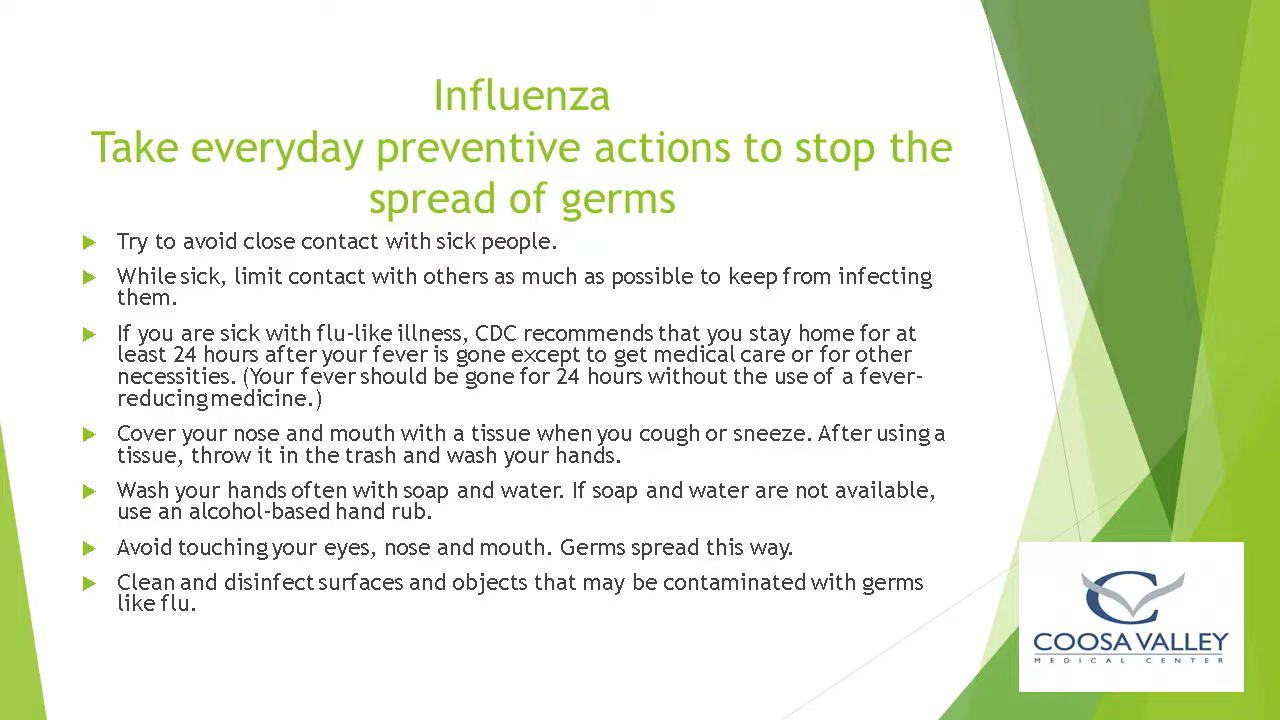 Influenza
Take everyday preventive actions to stop the
spread of germs
Try to avoid close contact with sick people.
While sick, limit contact with others as much as possible to keep from infecting
them.
If you are sick with flu-like illness, CDC recommends that you stay home for at
least 24 hours after your fever is gone except to get medical care or for other
necessities. (Your fever should be gone for 24 hours without the use of a fever-
reducing medicine.)
Cover your nose and mouth with a tissue when you cough or sneeze. After using a
tissue, throw it in the trash and wash your hands.
Wash your hands often with soap and water. If soap and water are not available,
use an alcohol-based hand rub.
Avoid touching your eyes, nose and mouth. Germs spread this way.
Clean and disinfect surfaces and objects that may be contaminated with germs
like flu.
COOSA VALLEY
MEDICAL CENTER